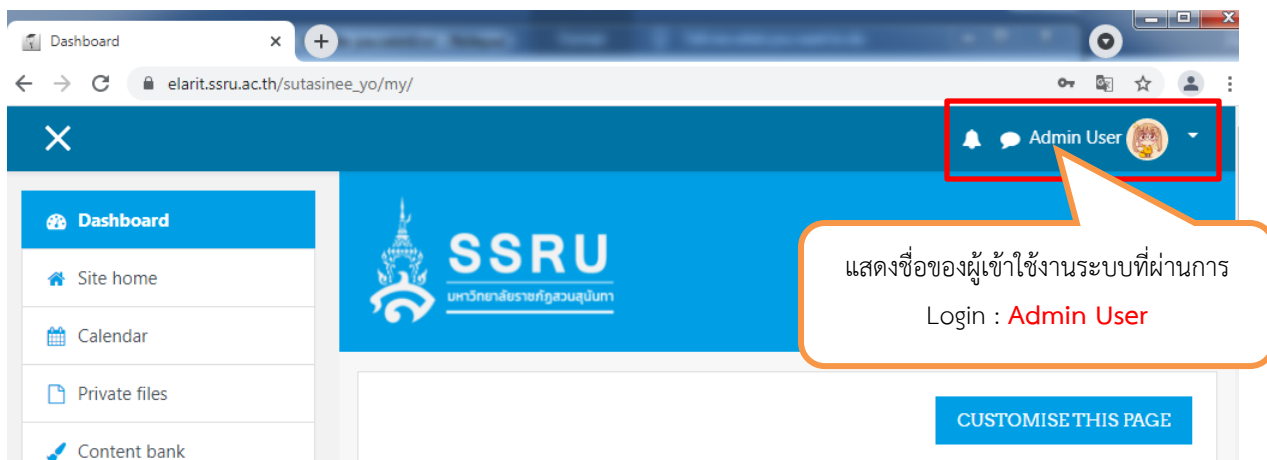 Dashboard
elarit.ssru.ac.th/sutasinee_yo/my/
Admin User
Dashboard
Site home
Calendar
Private files
Content bank
SSRU
มหาวิทยาลัยราชภัฏสวนสุนันทา
แสดงชื่อของผู้เข้าใช้งานระบบที่ผ่านการ
Login : Admin User
CUSTOMISE THIS PAGE